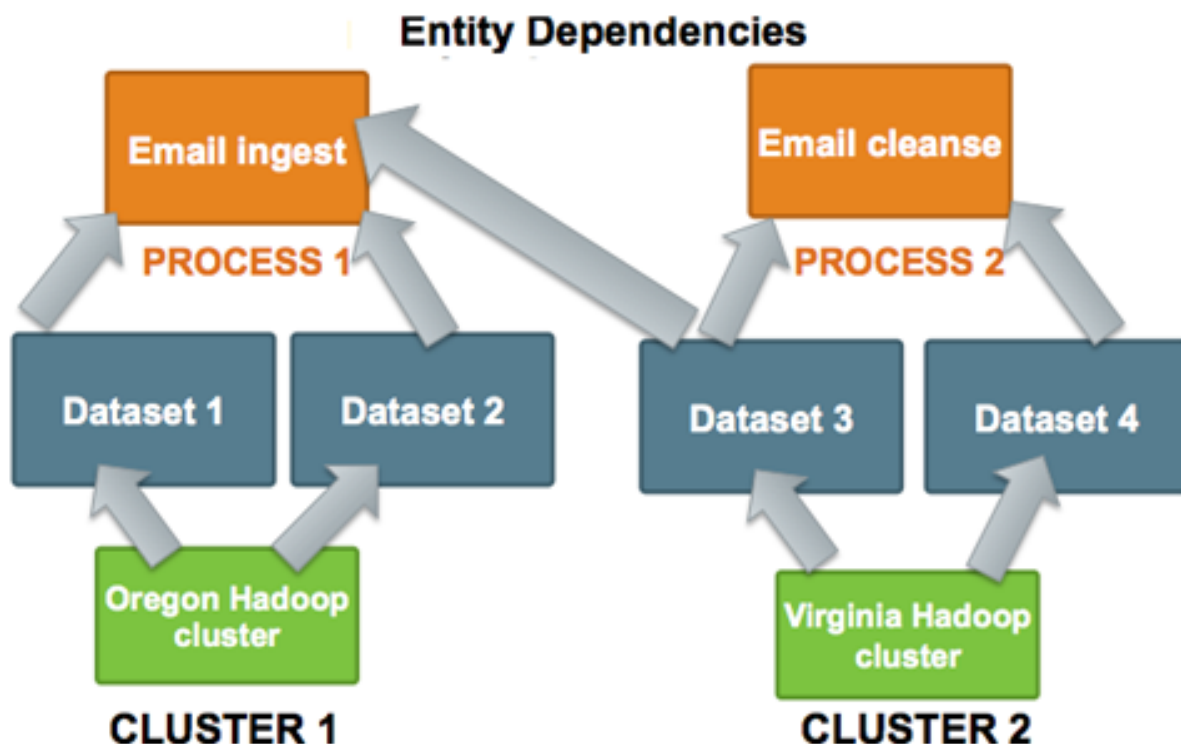 Entity Dependencies
Email ingest
Email cleanse
PROCESS 1
PROCESS 2
Dataset 1
Dataset 2
Dataset 3
Dataset 4
Oregon Hadoop
cluster
Virginia Hadoop
cluster
CLUSTER 1
CLUSTER 2